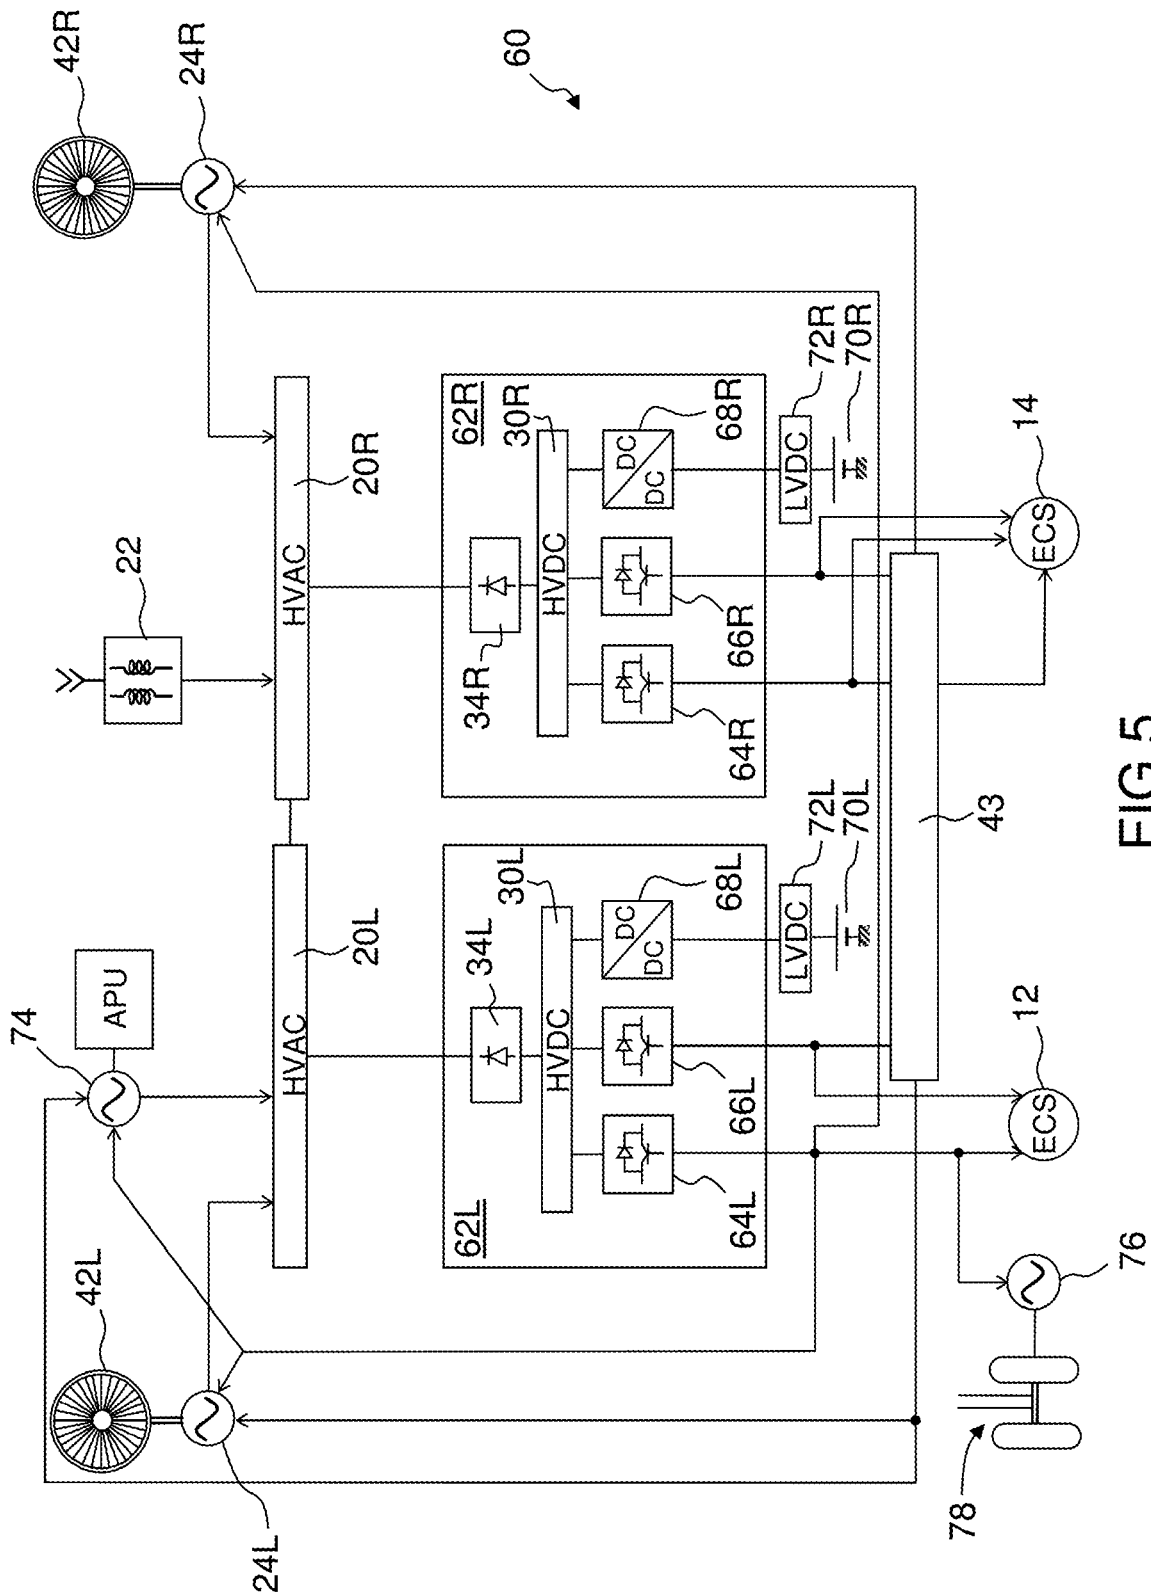 42R
24R
60
22
HVAC
20R
62R
34R
30R
HVDC
68R
DC
DC
66R
64R
72R
LVDC
70R
14
ECS
43
74
APU
HVAC
20L
62L
34L
30L
HVDC
68L
DC
DC
66L
64L
72L
LVDC
70L
12
ECS
42L
24L
76
78
FIG.5